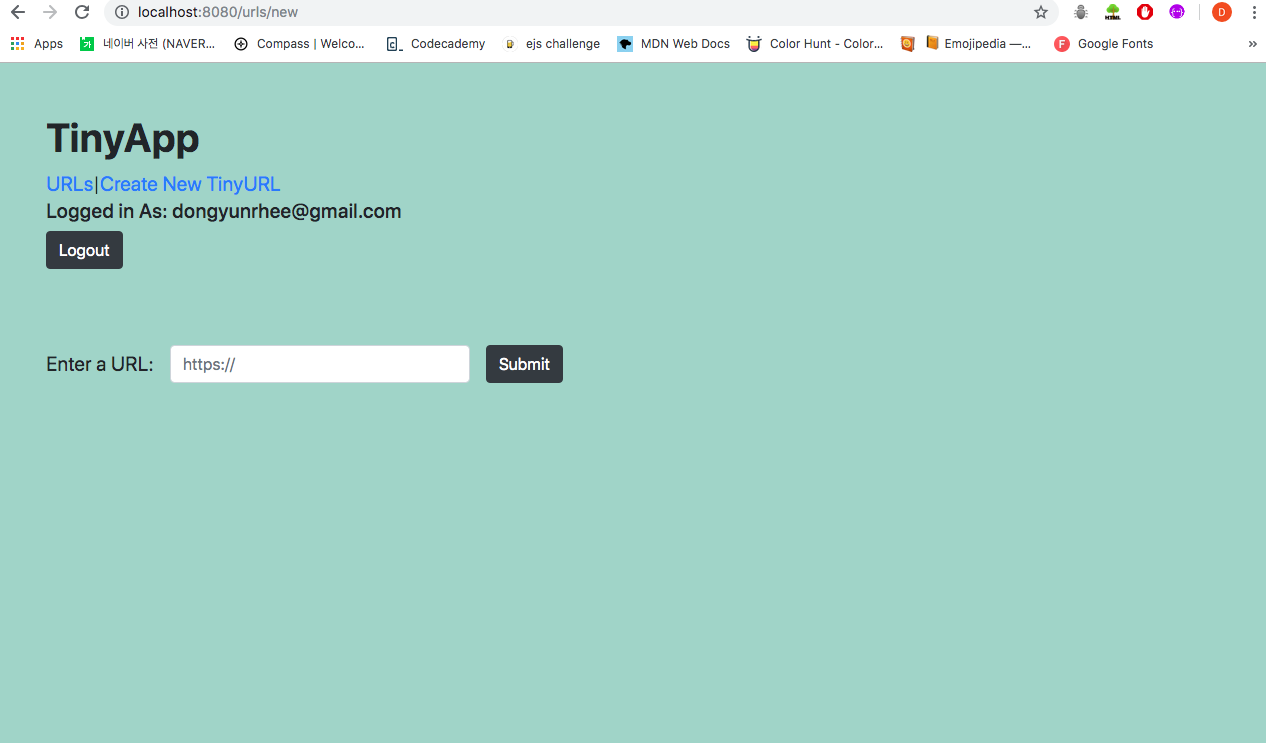 localhost:8080/urls/new
D
Apps 네이버 사전 (NAVER... Compass | Welco... Codecademy ejs challenge MDN Web Docs Color Hunt - Color... Emojipedia —... F Google Fonts »
TinyApp
URLs|Create New TinyURL
Logged in As: dongyunrhee@gmail.com
Logout
Enter a URL: https:// Submit